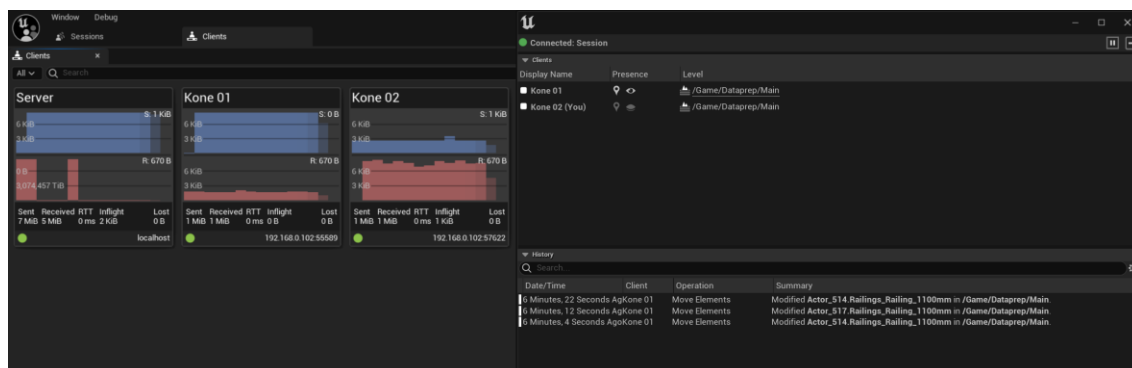 Window Debug
Sessions
Clients
Clients ×
All
Search
Server
S: 1 KiB
6 KiB
3 KiB
R: 670 B
0 B
3,074,457 TiB
Sent Received RTT Inflight Lost
7 MiB 5 MiB 0 ms 2 KiB 0 B
localhost
Kone 01
S: 0 B
6 KiB
3 KiB
R: 670 B
6 KiB
3 KiB
Sent Received RTT Inflight Lost
1 MiB 1 MiB 0 ms 0 B 0 B
192.168.0.102:55589
Kone 02
S: 1 KiB
6 KiB
3 KiB
R: 670 B
6 KiB
3 KiB
Sent Received RTT Inflight Lost
1 MiB 1 MiB 0 ms 1 KiB 0 B
192.168.0.102:57622
Connected: Session
Clients
Display Name Presence Level
Kone 01 /Game/Dataprep/Main
Kone 02 (You) /Game/Dataprep/Main
History
Search...
Date/Time Client Operation Summary
6 Minutes, 22 Seconds Ago Kone 01 Move Elements Modified Actor_514.Railings_Railing_1100mm in /Game/Dataprep/Main.
6 Minutes, 12 Seconds Ago Kone 01 Move Elements Modified Actor_517.Railings_Railing_1100mm in /Game/Dataprep/Main.
6 Minutes, 4 Seconds Ago Kone 01 Move Elements Modified Actor_514.Railings_Railing_1100mm in /Game/Dataprep/Main.